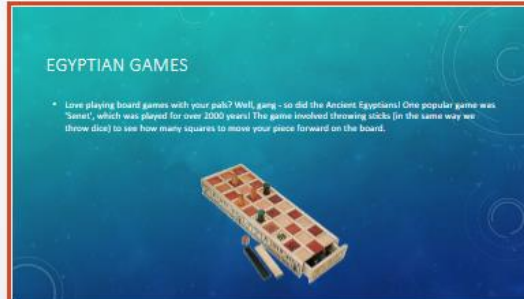 EGYPTIAN GAMES
• Love playing board games with your pals? Well, gang - so did the Ancient Egyptians! One popular game was
'Senet', which was played for over 2000 years! The game involved throwing sticks (in the same way we
throw dice) to see how many squares to move your piece forward on the board.